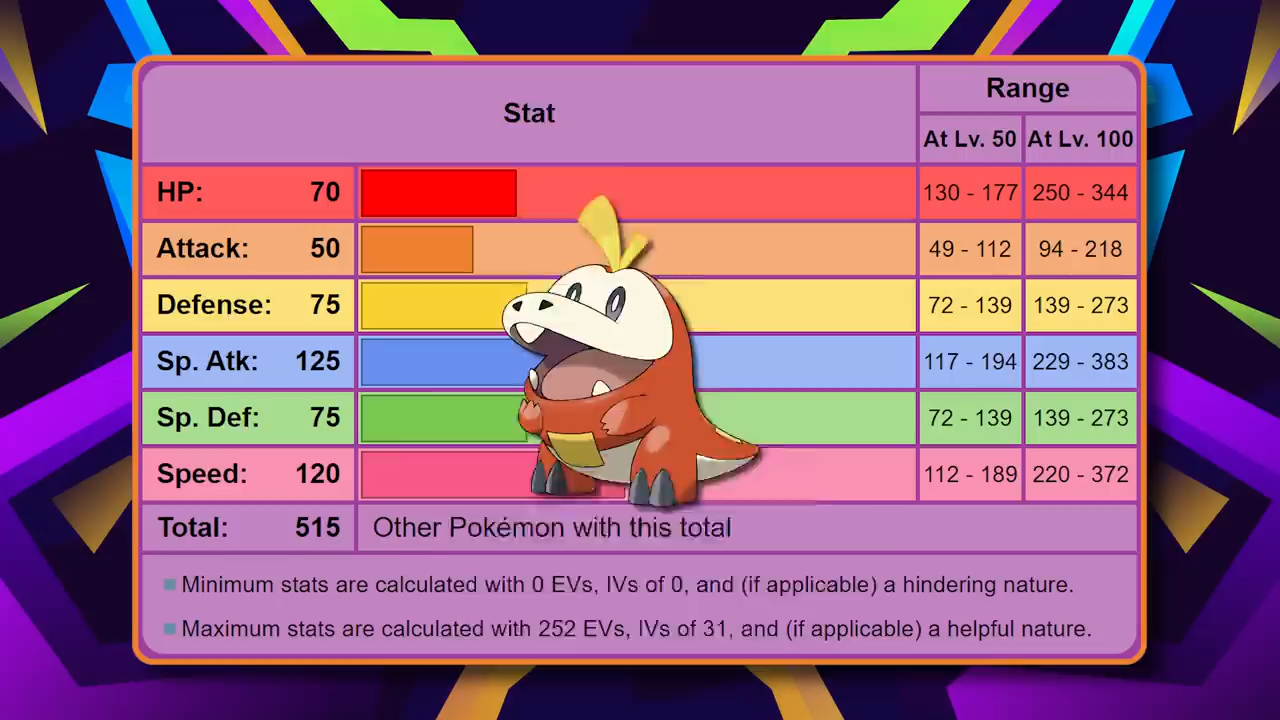 Stat
Range
At Lv. 50 At Lv. 100
HP: 70 130 - 177 250 - 344
Attack: 50 49 - 112 94 - 218
Defense: 75 72 - 139 139 - 273
Sp. Atk: 125 117 - 194 229 - 383
Sp. Def: 75 72 - 139 139 - 273
Speed: 120 112 - 189 220 - 372
Total: 515 Other Pokémon with this total
Minimum stats are calculated with 0 EVs, IVs of 0, and (if applicable) a hindering nature.
Maximum stats are calculated with 252 EVs, IVs of 31, and (if applicable) a helpful nature.